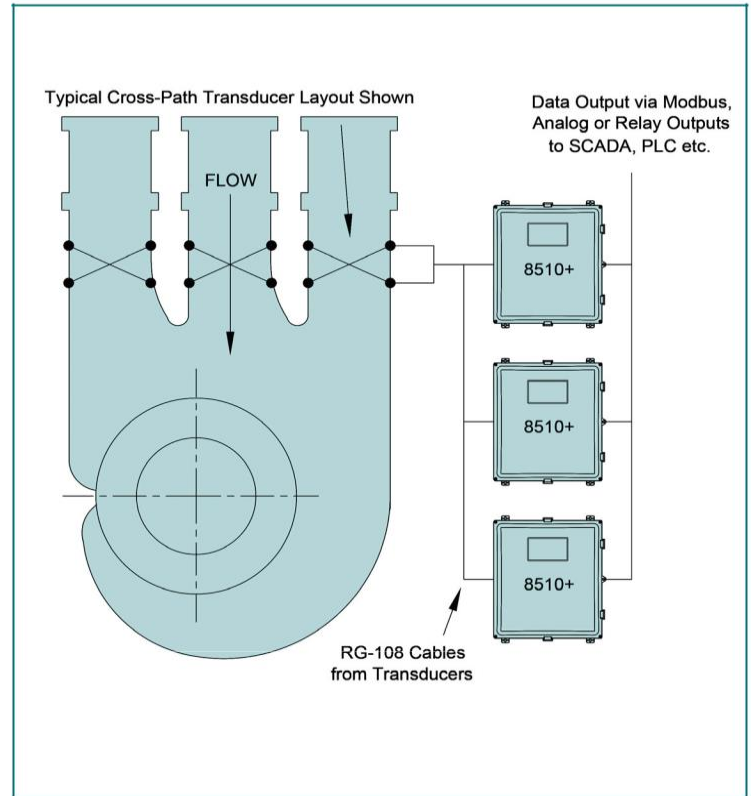 Typical Cross-Path Transducer Layout Shown
Data Output via Modbus,
Analog or Relay Outputs
to SCADA, PLC etc.
FLOW
8510+
8510+
8510+
RG-108 Cables
from Transducers